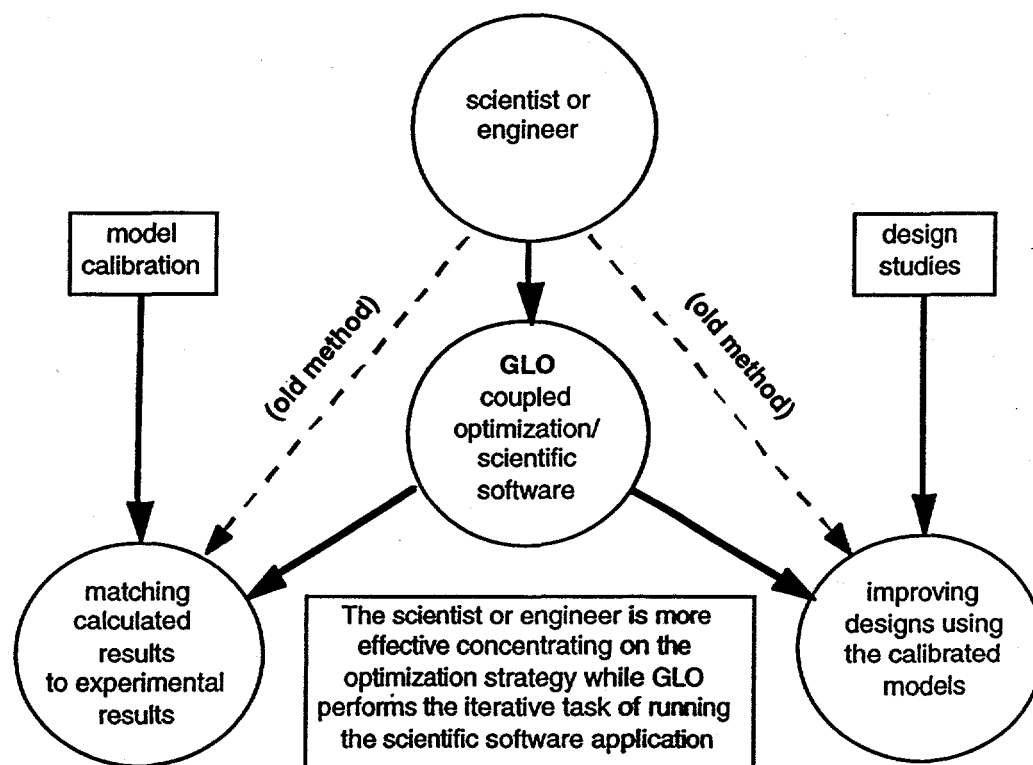 scientist or
engineer
model
calibration
design
studies
(old method)
(old method)
GLO
coupled
optimization/
scientific
software
matching
calculated
results
to experimental
results
The scientist or engineer is more
effective concentrating on the
optimization strategy while GLO
performs the iterative task of running
the scientific software application
improving
designs using
the calibrated
models